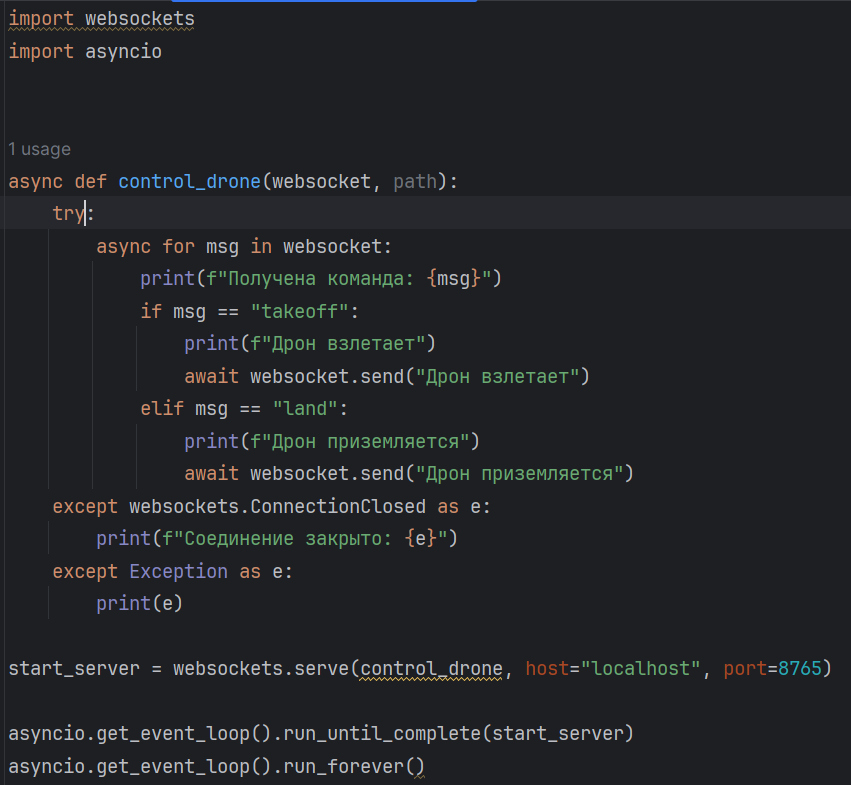 import websockets
import asyncio
1 usage
async def control_drone(websocket, path):
    try:
        async for msg in websocket:
            print(f"Получена команда: {msg}")
            if msg == "takeoff":
                print(f"Дрон взлетает")
                await websocket.send("Дрон взлетает")
            elif msg == "land":
                print(f"Дрон приземляется")
                await websocket.send("Дрон приземляется")
    except websockets.ConnectionClosed as e:
        print(f"Соединение закрыто: {e}")
    except Exception as e:
        print(e)
start_server = websockets.serve(control_drone, host="localhost", port=8765)
asyncio.get_event_loop().run_until_complete(start_server)
asyncio.get_event_loop().run_forever()